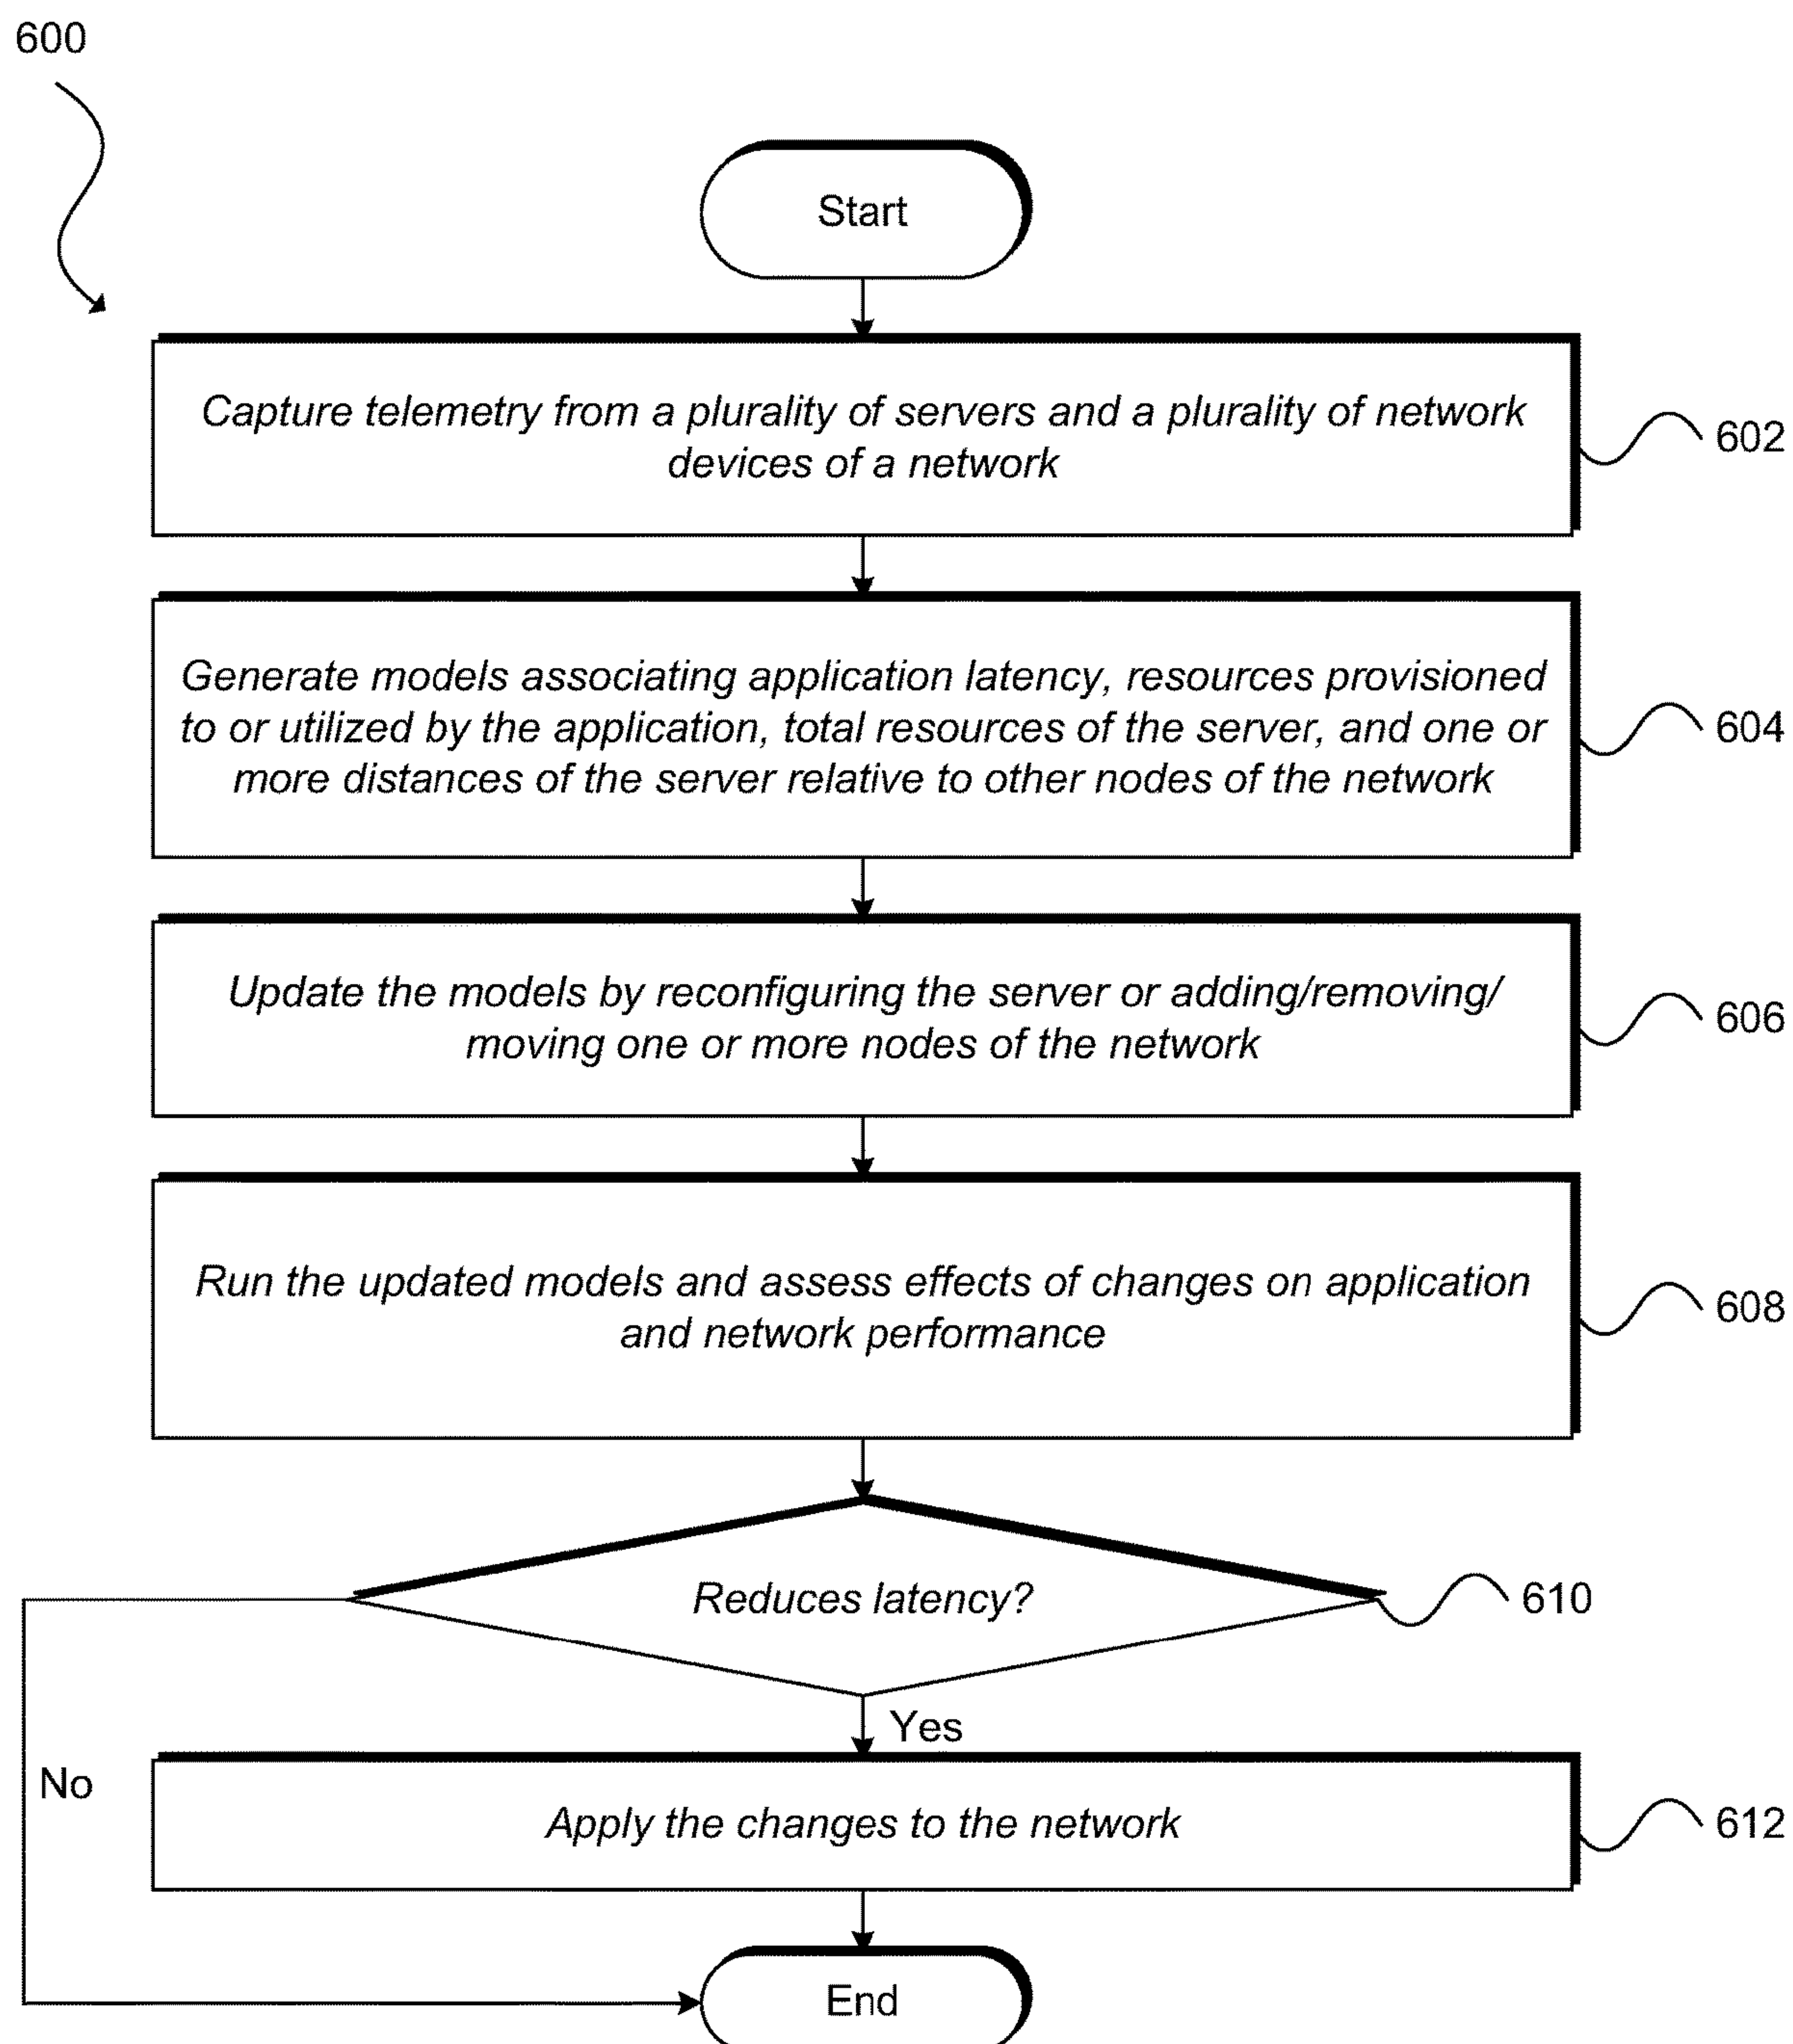 600
Start
Capture telemetry from a plurality of servers and a plurality of network
devices of a network
602
Generate models associating application latency, resources provisioned
to or utilized by the application, total resources of the server, and one or
more distances of the server relative to other nodes of the network
604
Update the models by reconfiguring the server or adding/removing/
moving one or more nodes of the network
606
Run the updated models and assess effects of changes on application
and network performance
608
Reduces latency?
610
Yes
No
Apply the changes to the network
612
End